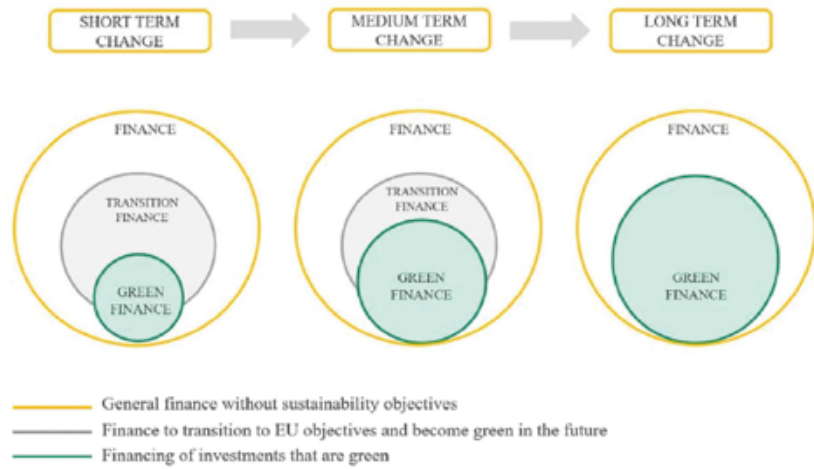 SHORT TERM
CHANGE
MEDIUM TERM
CHANGE
LONG TERM
CHANGE
FINANCE
TRANSITION
FINANCE
GREEN
FINANCE
FINANCE
TRANSITION
FINANCE
GREEN
FINANCE
FINANCE
GREEN
FINANCE
General finance without sustainability objectives
Finance to transition to EU objectives and become green in the future
Financing of investments that are green